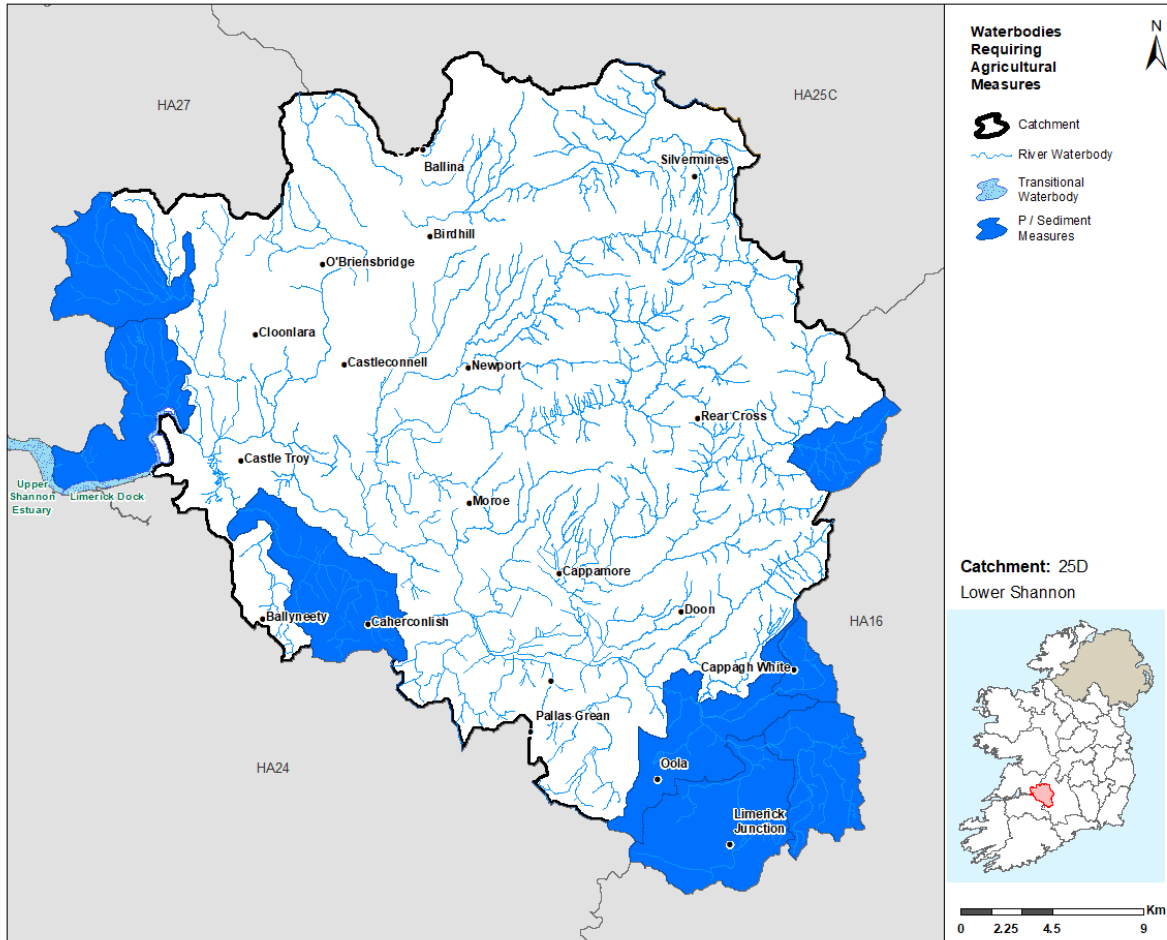 HA27
HA25C
Ballina
Silvermines
Birdhill
O'Briensbridge
Cloonlara
Castleconnell
Newport
Rear Cross
Castle Troy
Upper
Shannon
Estuary
Limerick Dock
Moroe
Cappamore
Doon
Ballyneety
Caherconlish
HA16
Cappagh White
Pallas Grean
HA24
Oola
Limerick
Junction
Waterbodies
Requiring
Agricultural
Measures
N
Catchment
River Waterbody
Transitional
Waterbody
P / Sediment
Measures
Catchment: 25D
Lower Shannon
Km
0 2.25 4.5 9